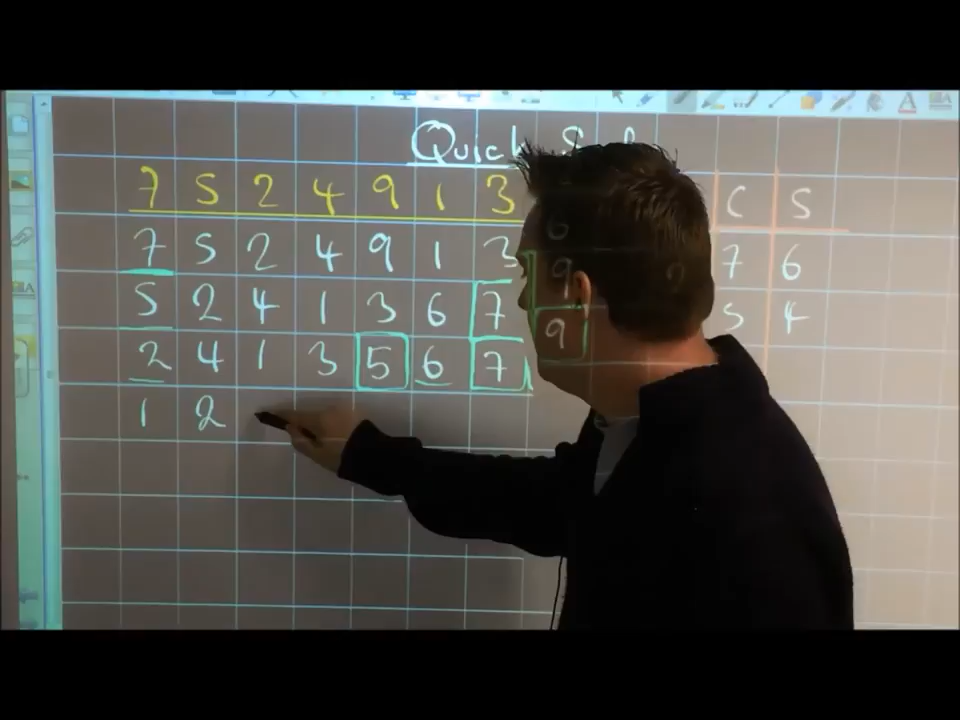 Quick
7 5 2 4 9 1 3 C S
7 5 2 4 9 1 3 6 7 6
5 2 4 1 3 6 7 9 5 4
2 4 1 3 5 6 7 9
1 2